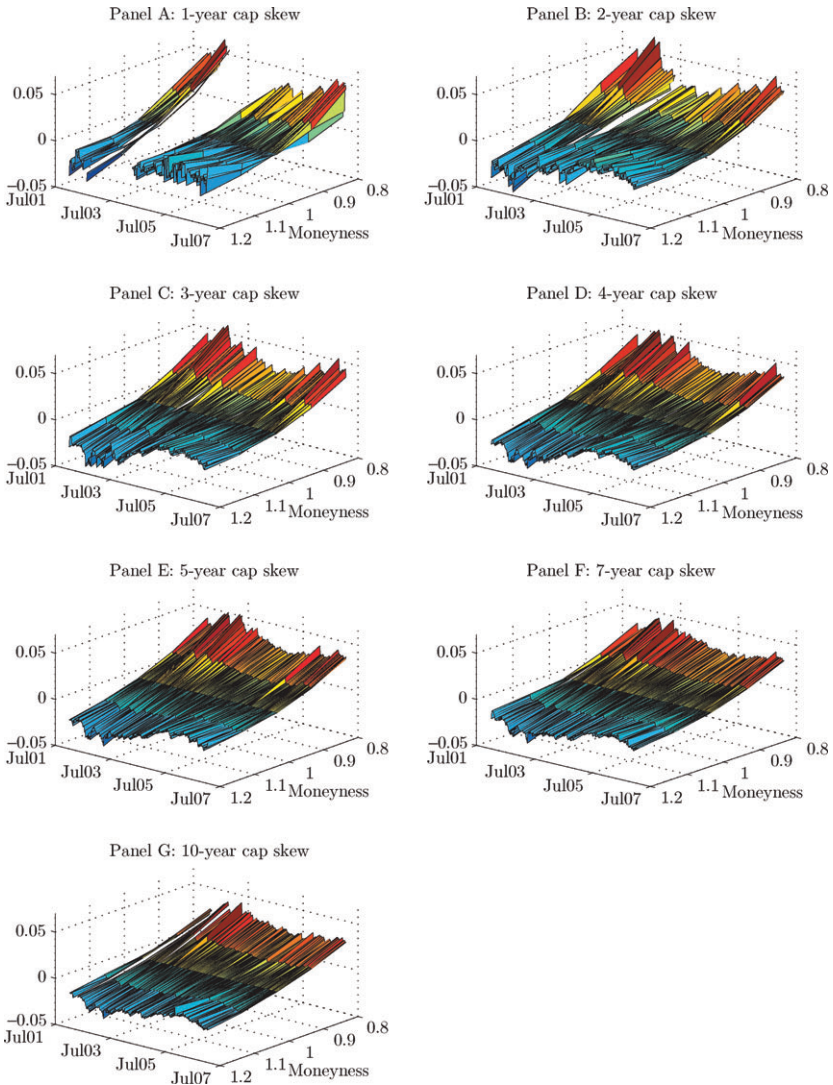 Panel A: 1-year cap skew
0.05
0
−0.05
Jul01
Jul03
Jul05
Jul07
1.2
1.1
1
0.9
0.8
Moneyness
Panel B: 2-year cap skew
0.05
0
−0.05
Jul01
Jul03
Jul05
Jul07
1.2
1.1
1
0.9
0.8
Moneyness
Panel C: 3-year cap skew
0.05
0
−0.05
Jul01
Jul03
Jul05
Jul07
1.2
1.1
1
0.9
0.8
Moneyness
Panel D: 4-year cap skew
0.05
0
−0.05
Jul01
Jul03
Jul05
Jul07
1.2
1.1
1
0.9
0.8
Moneyness
Panel E: 5-year cap skew
0.05
0
−0.05
Jul01
Jul03
Jul05
Jul07
1.2
1.1
1
0.9
0.8
Moneyness
Panel F: 7-year cap skew
0.05
0
−0.05
Jul01
Jul03
Jul05
Jul07
1.2
1.1
1
0.9
0.8
Moneyness
Panel G: 10-year cap skew
0.05
0
−0.05
Jul01
Jul03
Jul05
Jul07
1.2
1.1
1
0.9
0.8
Moneyness